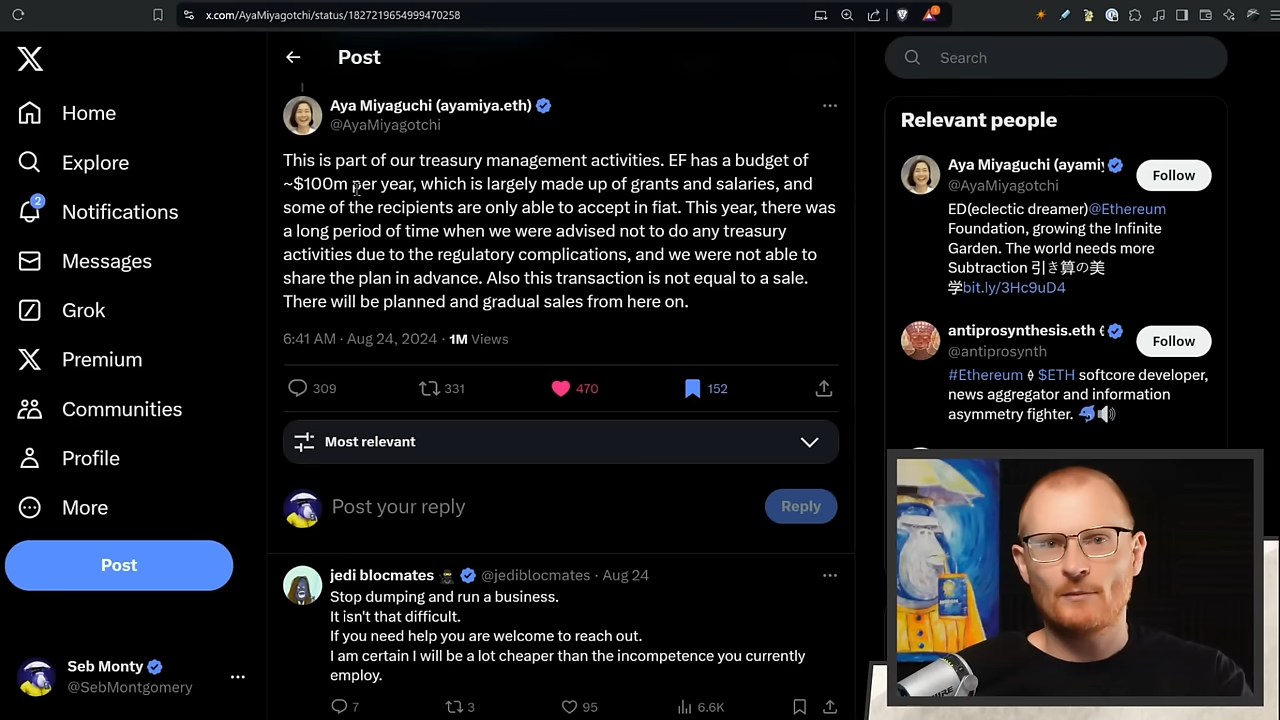 x.com/AyaMiyagotchi/status/1827219654999470258
1
Home
Explore
2
Notifications
Messages
Grok
Premium
Communities
Profile
More
Post
Seb Monty
@SebMontgomery
Post
Aya Miyaguchi (ayamiya.eth)
@AyaMiyagotchi
This is part of our treasury management activities. EF has a budget of
~$100m per year, which is largely made up of grants and salaries, and
some of the recipients are only able to accept in fiat. This year, there was
a long period of time when we were advised not to do any treasury
activities due to the regulatory complications, and we were not able to
share the plan in advance. Also this transaction is not equal to a sale.
There will be planned and gradual sales from here on.
6:41 AM · Aug 24, 2024 · 1M Views
309 331 470 152
Most relevant
Post your reply
Reply
jedi blocmates @jediblocmates · Aug 24
Stop dumping and run a business.
It isn't that difficult.
If you need help you are welcome to reach out.
I am certain I will be a lot cheaper than the incompetence you currently
employ.
7 3 95 6.6K
Search
Relevant people
Aya Miyaguchi (ayami
@AyaMiyagotchi
Follow
ED(eclectic dreamer)@Ethereum
Foundation, growing the Infinite
Garden. The world needs more
Subtraction 引き算の美
学bit.ly/3Hc9uD4
antiprosynthesis.eth
@antiprosynth
Follow
#Ethereum $ETH softcore developer,
news aggregator and information
asymmetry fighter.